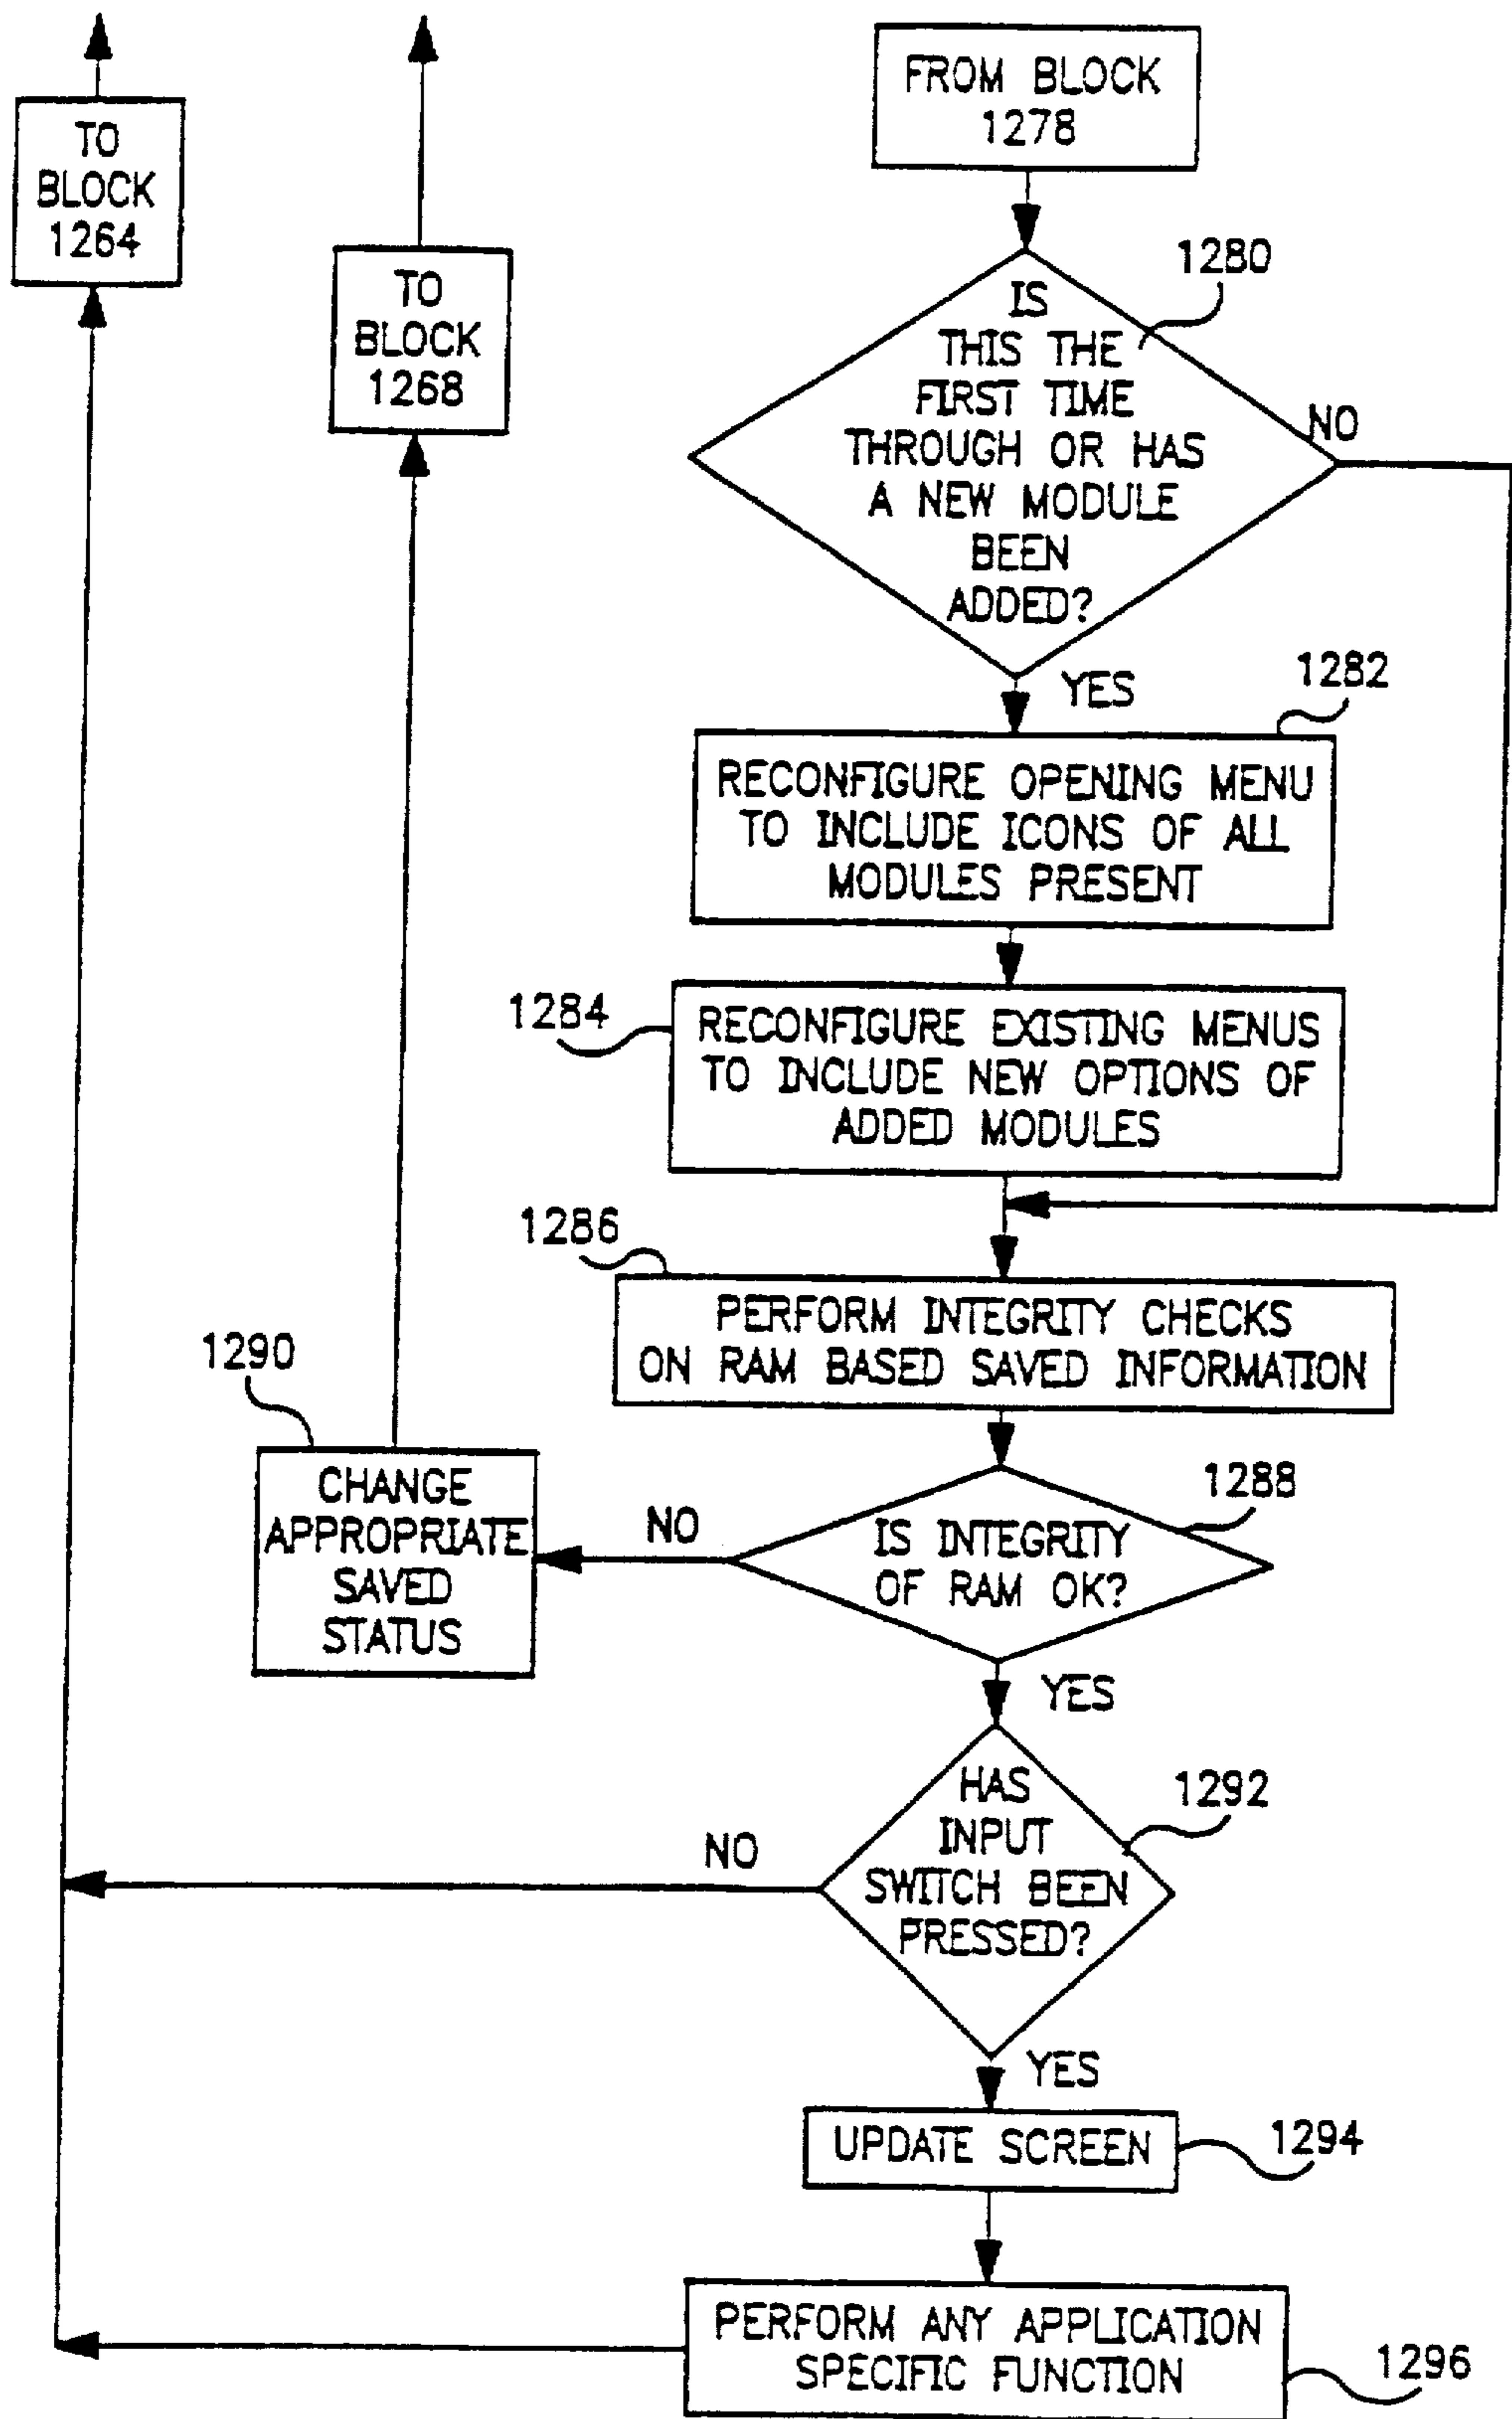 TO
BLOCK
1264
TO
BLOCK
1268
FROM BLOCK
1278
1280
IS
THIS THE
FIRST TIME
THROUGH OR HAS
A NEW MODULE
BEEN
ADDED?
NO
YES
1282
RECONFIGURE OPENING MENU
TO INCLUDE ICONS OF ALL
MODULES PRESENT
1284
RECONFIGURE EXISTING MENUS
TO INCLUDE NEW OPTIONS OF
ADDED MODULES
1286
PERFORM INTEGRITY CHECKS
ON RAM BASED SAVED INFORMATION
1290
CHANGE
APPROPRIATE
SAVED
STATUS
NO
1288
IS INTEGRITY
OF RAM OK?
YES
1292
HAS
INPUT
SWITCH BEEN
PRESSED?
NO
YES
UPDATE SCREEN
1294
PERFORM ANY APPLICATION
SPECIFIC FUNCTION
1296